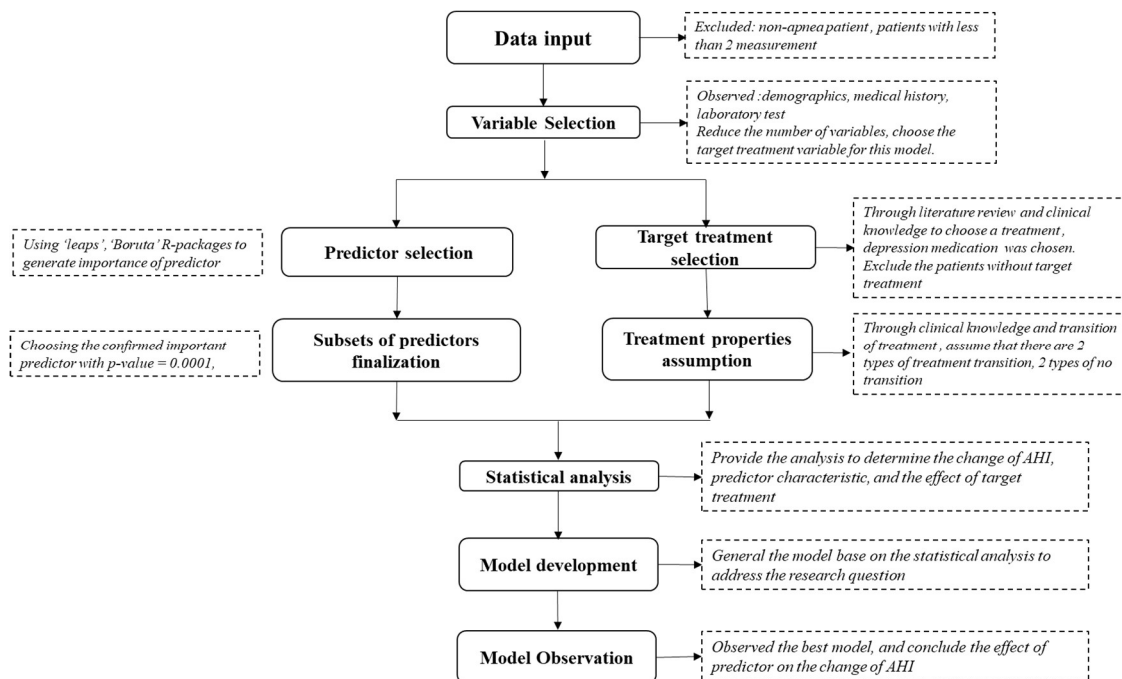 Data input
Excluded: non-apnea patient , patients with less
than 2 measurement
Variable Selection
Observed :demographics, medical history,
laboratory test
Reduce the number of variables, choose the
target treatment variable for this model.
Using ‘leaps’, ‘Boruta’ R-packages to
generate importance of predictor
Predictor selection
Target treatment
selection
Through literature review and clinical
knowledge to choose a treatment ,
depression medication was chosen.
Exclude the patients without target
treatment
Choosing the confirmed important
predictor with p-value = 0.0001,
Subsets of predictors
finalization
Treatment properties
assumption
Through clinical knowledge and transition
of treatment , assume that there are 2
types of treatment transition, 2 types of no
transition
Statistical analysis
Provide the analysis to determine the change of AHI,
predictor characteristic, and the effect of target
treatment
Model development
General the model base on the statistical analysis to
address the research question
Model Observation
Observed the best model, and conclude the effect of
predictor on the change of AHI